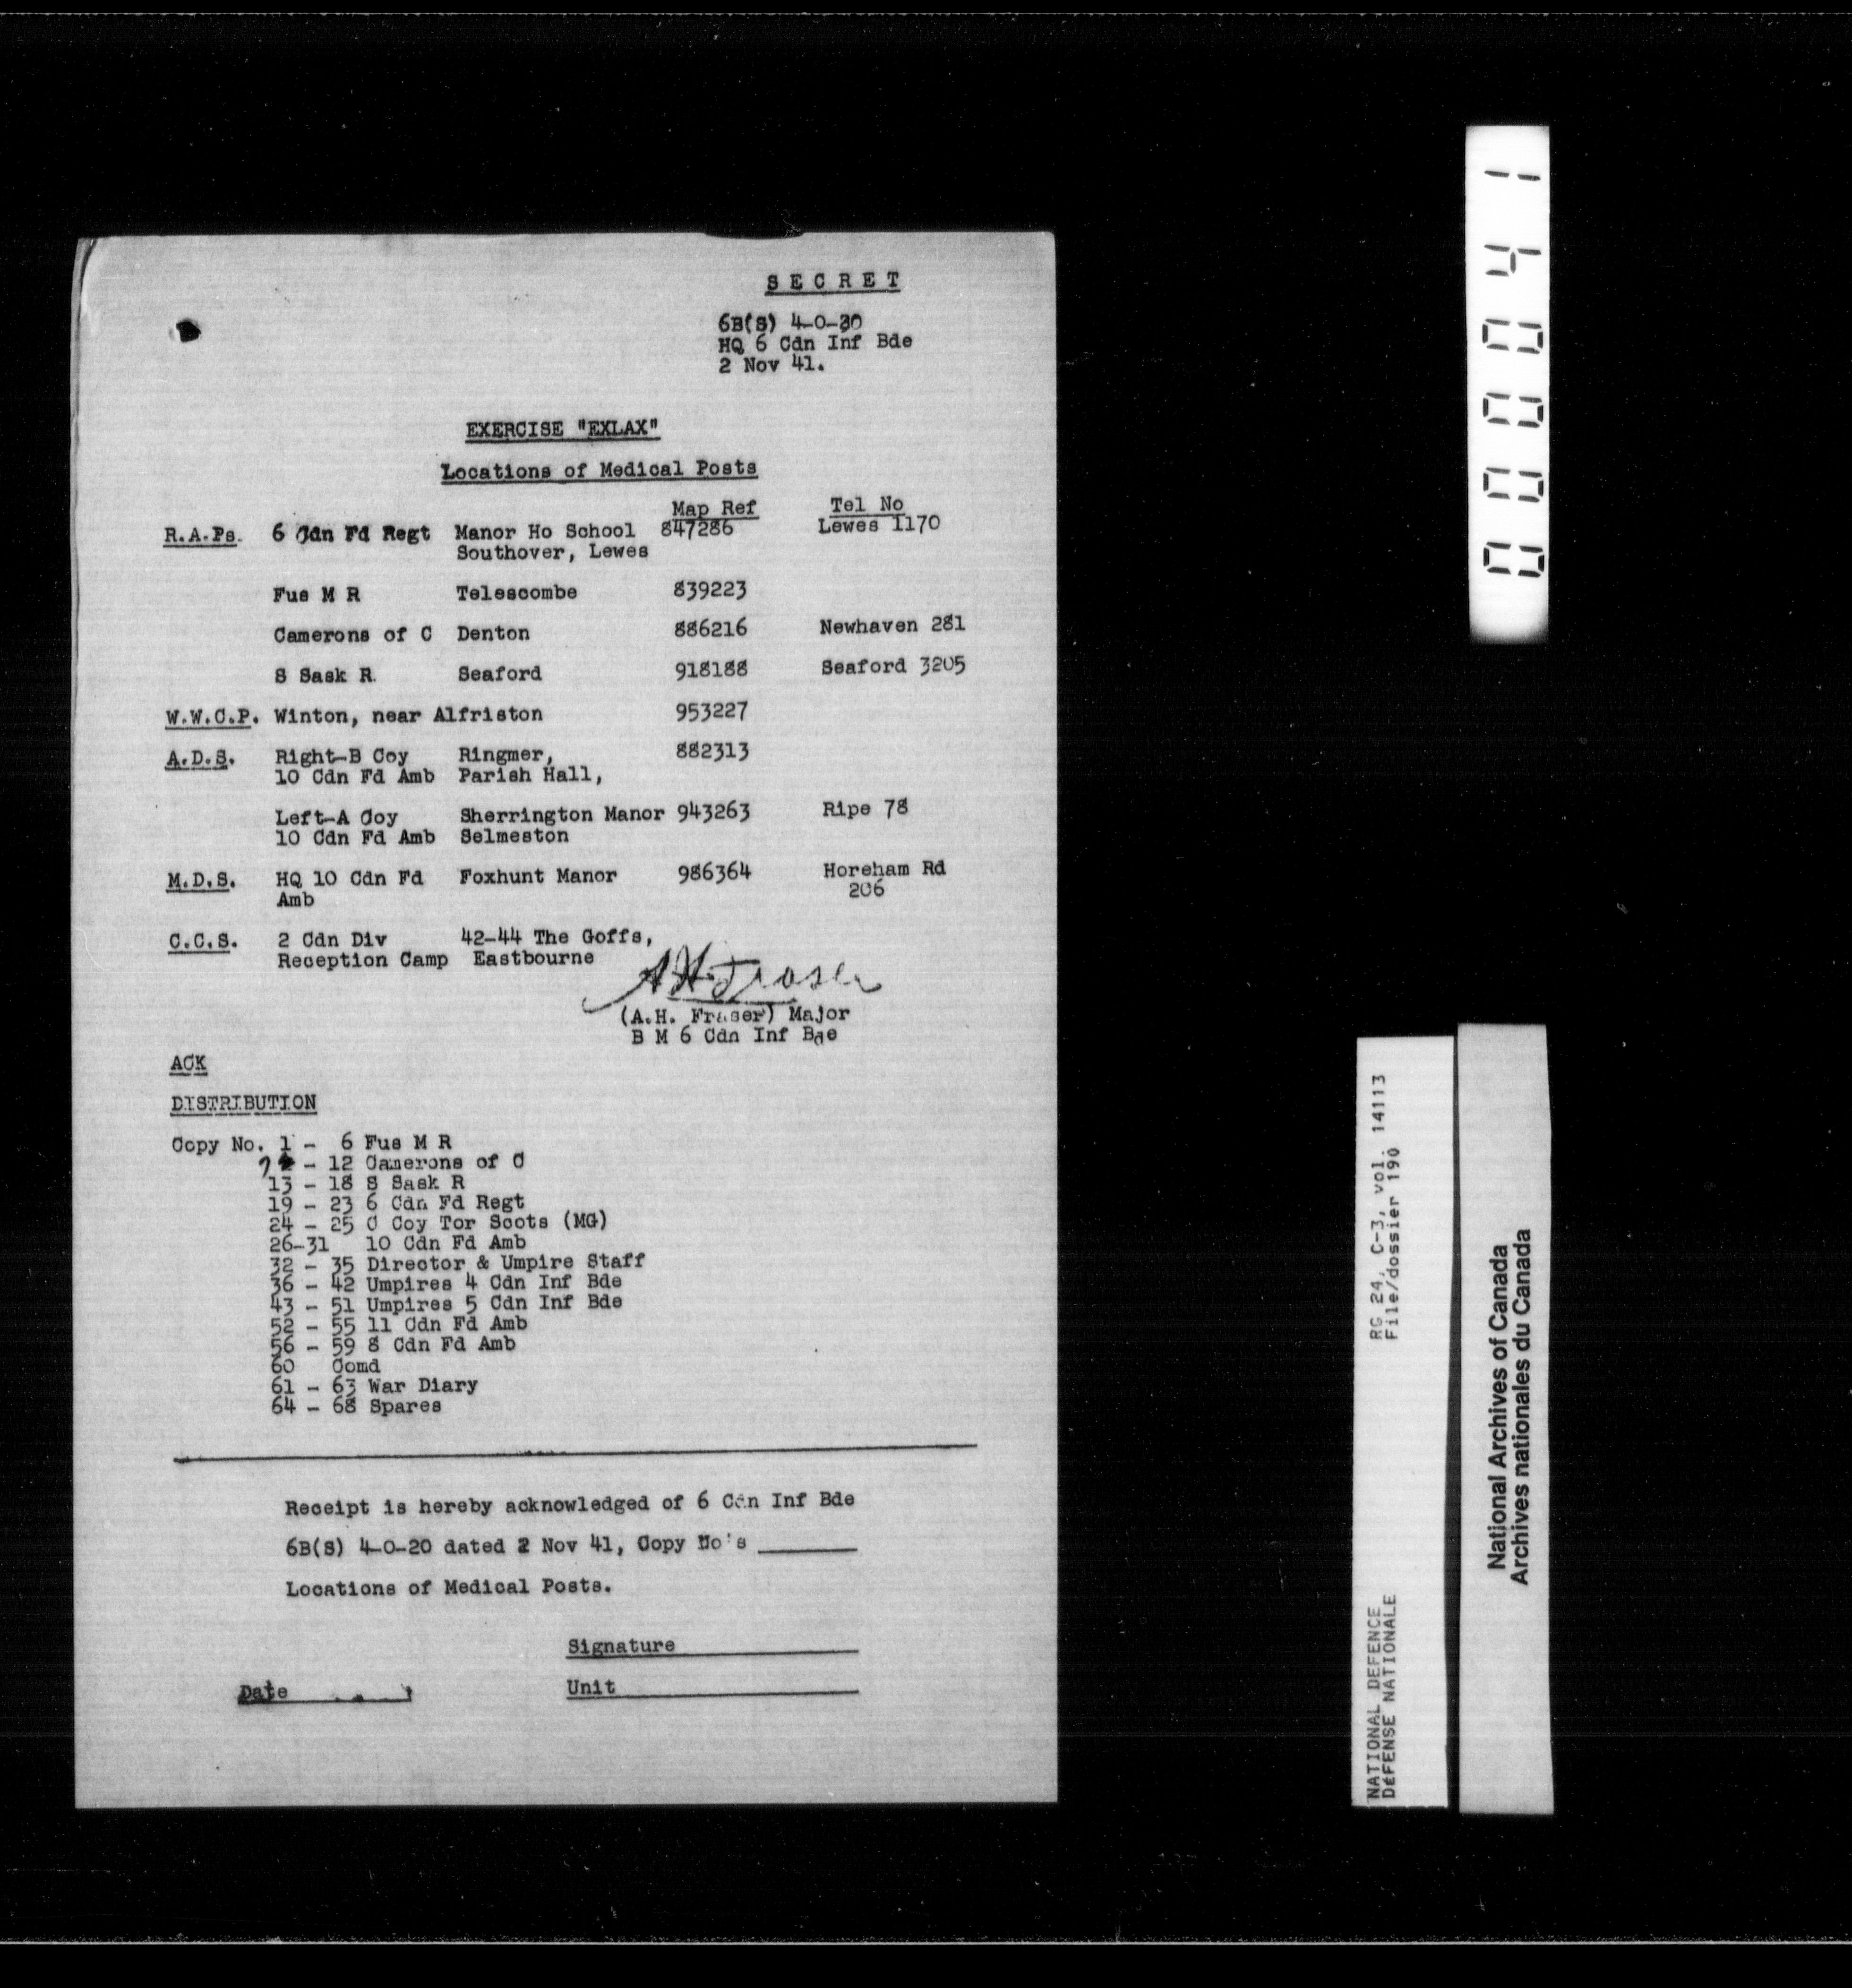 SECRET
6B(S) 4-0-20
HQ 6 Cdn Inf Bde
2 Nov 41.
EXERCISE "EXLAX"
Locations of Medical Posts
Map Ref Tel No
R.A.Ps. 6 Cdn Fd Regt Manor Ho School 847286 Lewes 1170
Southover, Lewes
Fus M R Telescombe 839223
Camerons of C Denton 886216 Newhaven 281
S Sask R. Seaford 918188 Seaford 3205
W.W.C.P. Winton, near Alfriston 953227
A.D.S. Right-B Coy Ringmer, 882313
10 Cdn Fd Amb Parish Hall,
Left-A Coy Sherrington Manor 943263 Ripe 78
10 Cdn Fd Amb Selmeston
M.D.S. HQ 10 Cdn Fd Foxhunt Manor 986364 Horeham Rd
Amb 206
C.C.S. 2 Cdn Div 42-44 The Goffs,
Reception Camp Eastbourne
A.H. Fraser
(A.H. Fraser) Major
B M 6 Cdn Inf Bde
ACK
DISTRIBUTION
Copy No. 1 - 6 Fus M R
7 - 12 Camerons of C
13 - 18 S Sask R
19 - 23 6 Cdn Fd Regt
24 - 25 C Coy Tor Scots (MG)
26-31 10 Cdn Fd Amb
32 - 35 Director & Umpire Staff
36 - 42 Umpires 4 Cdn Inf Bde
43 - 51 Umpires 5 Cdn Inf Bde
52 - 55 11 Cdn Fd Amb
56 - 59 8 Cdn Fd Amb
60 Comd
61 - 63 War Diary
64 - 68 Spares
Receipt is hereby acknowledged of 6 Cdn Inf Bde
6B(S) 4-0-20 dated 2 Nov 41, Copy No's
Locations of Medical Posts.
Signature
Date Unit
000041
RG 24, C-3, vol. 14113
File/dossier 190
NATIONAL DEFENCE
DÉFENSE NATIONALE
National Archives of Canada
Archives nationales du Canada